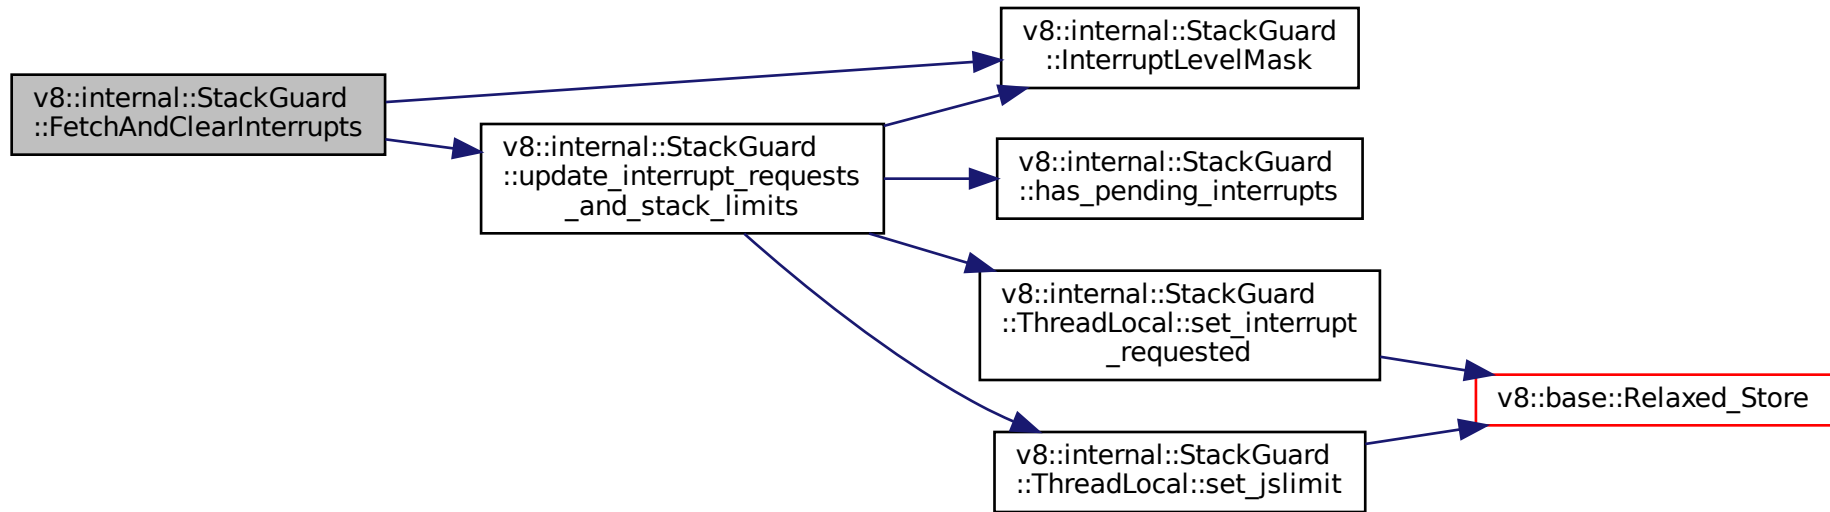 v8::internal::StackGuard
::FetchAndClearInterrupts
v8::internal::StackGuard
::update_interrupt_requests
_and_stack_limits
v8::internal::StackGuard
::InterruptLevelMask
v8::internal::StackGuard
::has_pending_interrupts
v8::internal::StackGuard
::ThreadLocal::set_interrupt
_requested
v8::internal::StackGuard
::ThreadLocal::set_jslimit
v8::base::Relaxed_Store